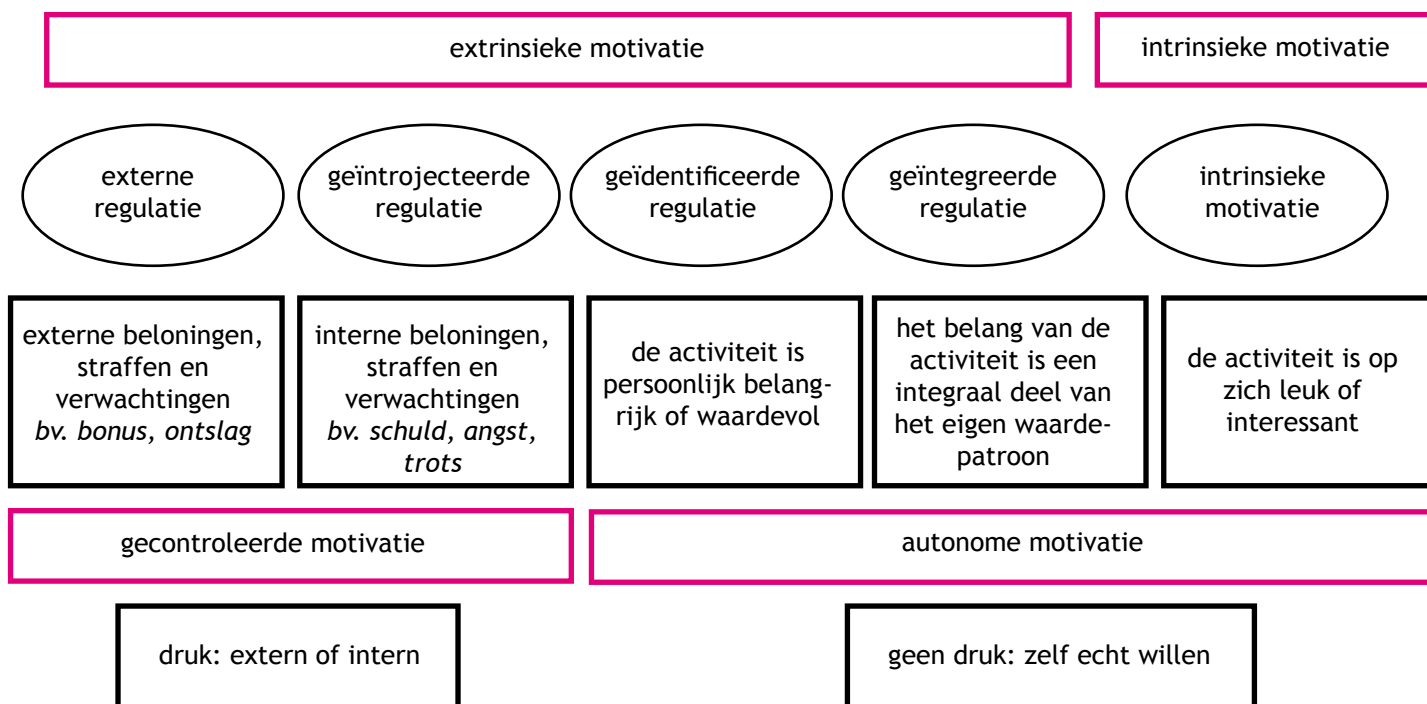 extrinsieke motivatie
intrinsieke motivatie
externe
regulatie
geïntrojecteerde
regulatie
geïdentificeerde
regulatie
geïntegreerde
regulatie
intrinsieke
motivatie
externe beloningen,
straffen en
verwachtingen
bv. bonus, ontslag
interne beloningen,
straffen en
verwachtingen
bv. schuld, angst,
trots
de activiteit is
persoonlijk belang-
rijk of waardevol
het belang van de
activiteit is een
integraal deel van
het eigen waarde-
patroon
de activiteit is op
zich leuk of
interessant
gecontroleerde motivatie
autonome motivatie
druk: extern of intern
geen druk: zelf echt willen